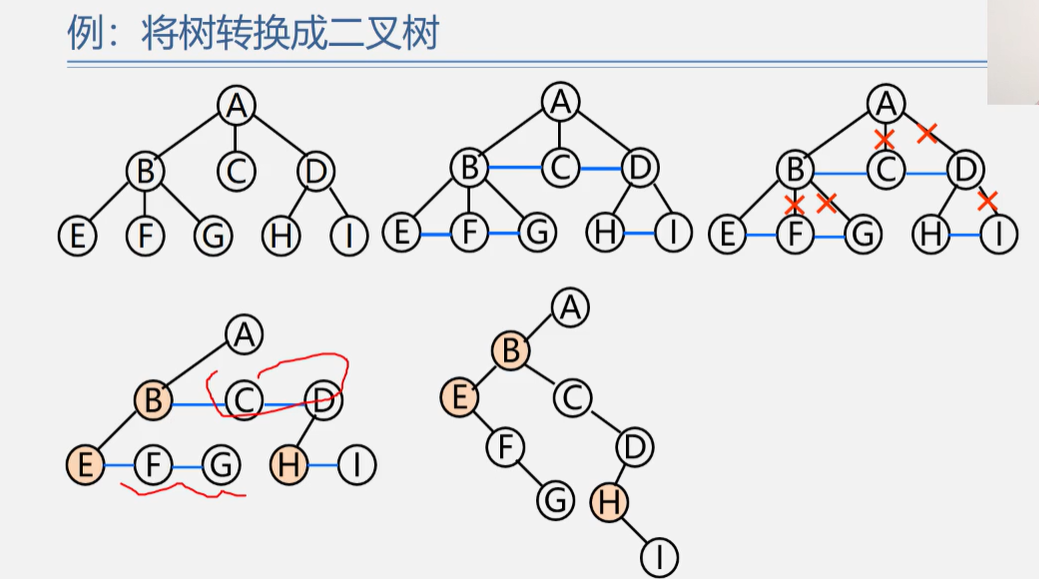 例：将树转换成二叉树
A A A
B C D B C D B C D
E F G H I E F G H I E F G H I
A A
B
B C D E C
F D
E F G H I
G H
I